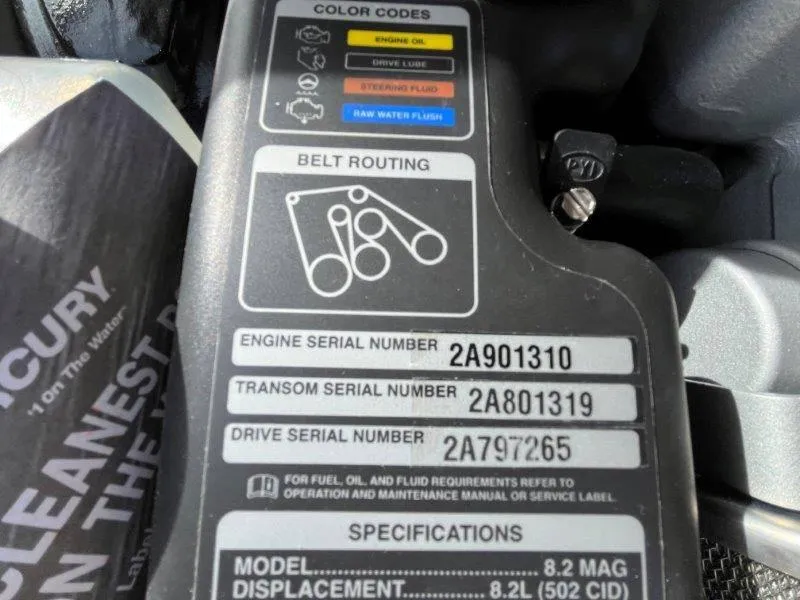 COLOR CODES
ENGINE OIL
DRIVE LUBE
STEERING FLUID
RAW WATER FLUSH
BELT ROUTING
ENGINE SERIAL NUMBER 2A901310
TRANSOM SERIAL NUMBER 2A801319
DRIVE SERIAL NUMBER 2A797265
FOR FUEL, OIL, AND FLUID REQUIREMENTS REFER TO
OPERATION AND MAINTENANCE MANUAL OR SERVICE LABEL.
SPECIFICATIONS
MODEL................................... 8.2 MAG
DISPLACEMENT.............. 8.2L (502 CID)
CURY
#1 On The Water
CLEANEST
ON THE
Label
PYI